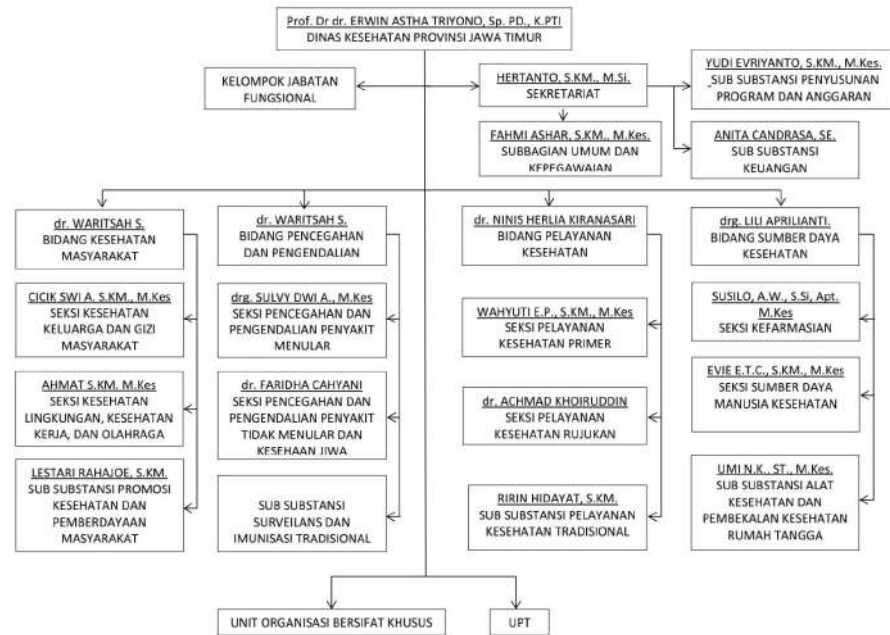 Prof. Dr dr. ERWIN ASTHA TRIYONO, Sp. PD., K.PTI
DINAS KESEHATAN PROVINSI JAWA TIMUR
KELOMPOK JABATAN
FUNGSIONAL
HERTANTO, S.KM., M.Si.
SEKRETARIAT
YUDI EVRIYANTO, S.KM., M.Kes.
SUB SUBSTANSI PENYUSUNAN
PROGRAM DAN ANGGARAN
FAHMI ASHAR, S.KM., M.Kes.
SUBBAGIAN UMUM DAN
KEPEGAWAIAN
ANITA CANDRASA, SE.
SUB SUBSTANSI
KEUANGAN
dr. WARITSAH S.
BIDANG KESEHATAN
MASYARAKAT
dr. WARITSAH S.
BIDANG PENCEGAHAN
DAN PENGENDALIAN
dr. NINIS HERLIA KIRANASARI
BIDANG PELAYANAN
KESEHATAN
drg. LILI APRILIANTI.
BIDANG SUMBER DAYA
KESEHATAN
CICIK SWI A. S.KM., M.Kes
SEKSI KESEHATAN
KELUARGA DAN GIZI
MASYARAKAT
drg. SULVY DWI A., M.Kes
SEKSI PENCEGAHAN DAN
PENGENDALIAN PENYAKIT
MENULAR
WAHYUTI E.P., S.KM., M.Kes
SEKSI PELAYANAN
KESEHATAN PRIMER
SUSILO, A.W., S.Si, Apt.
M.Kes
SEKSI KEFARMASIAN
AHMAT S.KM. M.Kes
SEKSI KESEHATAN
LINGKUNGAN, KESEHATAN
KERJA, DAN OLAHRAGA
dr. FARIDHA CAHYANI
SEKSI PENCEGAHAN DAN
PENGENDALIAN PENYAKIT
TIDAK MENULAR DAN
KESEHAAN JIWA
dr. ACHMAD KHOIRUDDIN
SEKSI PELAYANAN
KESEHATAN RUJUKAN
EVIE E.T.C., S.KM., M.Kes
SEKSI SUMBER DAYA
MANUSIA KESEHATAN
LESTARI RAHAJOE, S.KM.
SUB SUBSTANSI PROMOSI
KESEHATAN DAN
PEMBERDAYAAN
MASYARAKAT
SUB SUBSTANSI
SURVEILANS DAN
IMUNISASI TRADISIONAL
RIRIN HIDAYAT, S.KM.
SUB SUBSTANSI PELAYANAN
KESEHATAN TRADISIONAL
UMI N.K., ST., M.Kes.
SUB SUBSTANSI ALAT
KESEHATAN DAN
PEMBEKALAN KESEHATAN
RUMAH TANGGA
UNIT ORGANISASI BERSIFAT KHUSUS
UPT